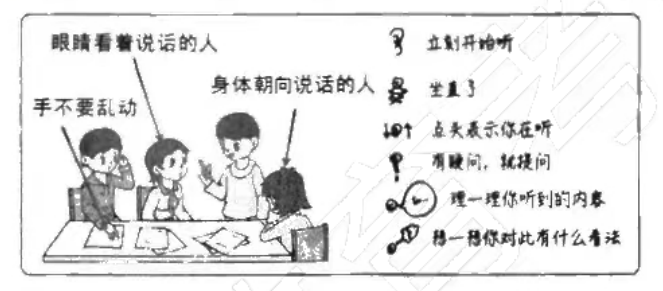 眼睛看着说话的人
身体朝向说话的人
手不要乱动
立刻开始听
坐直了
点头表示你在听
有疑问，就提问
理一理你听到的内容
想一想你对此有什么看法